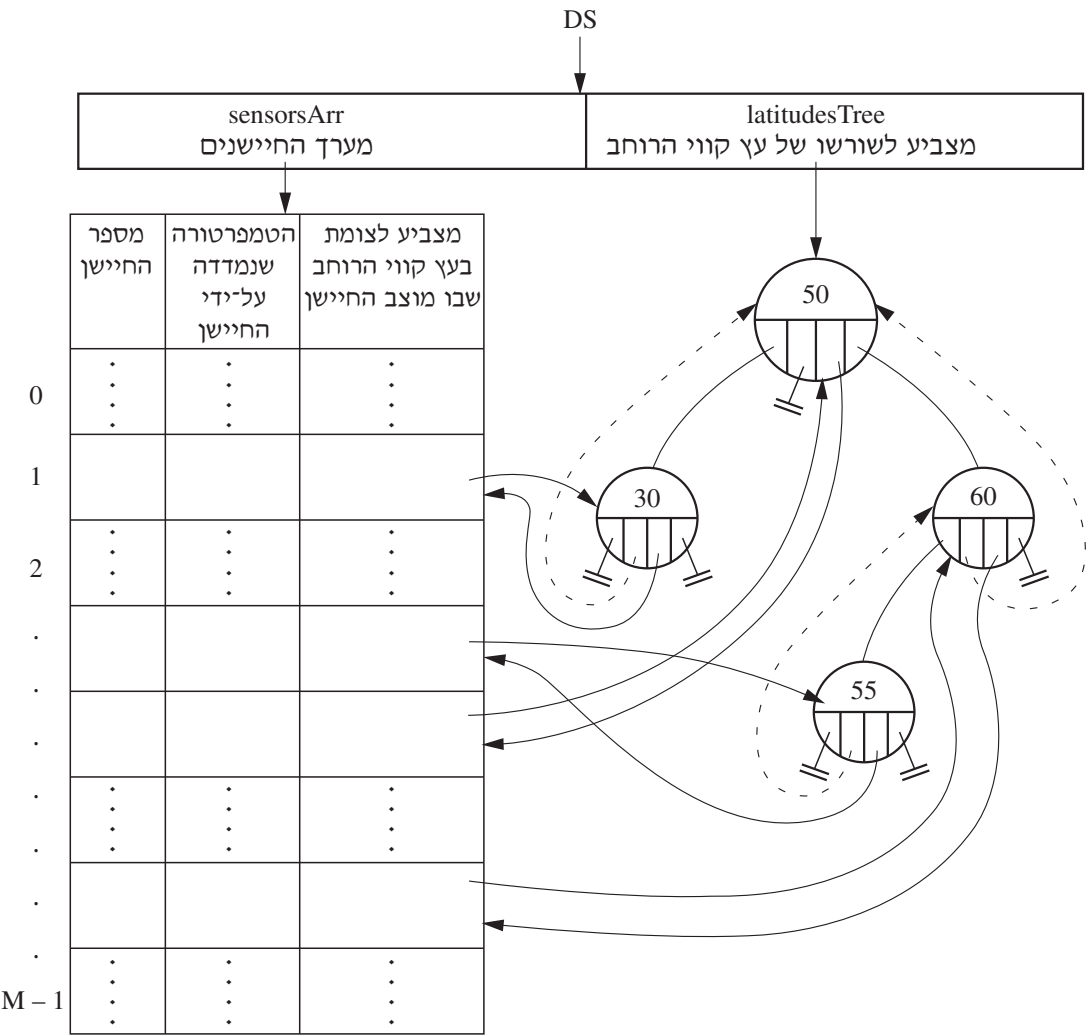 DS
sensorsArr
מערך החיישנים
latitudesTree
מצביע לשורשו של עץ קווי הרוחב
מספר
החיישן
הטמפרטורה
שנמדדה
על־ידי
החיישן
מצביע לצומת
בעץ קווי הרוחב
שבו מוצב החיישן
0
1
2
M – 1
50
30
60
55